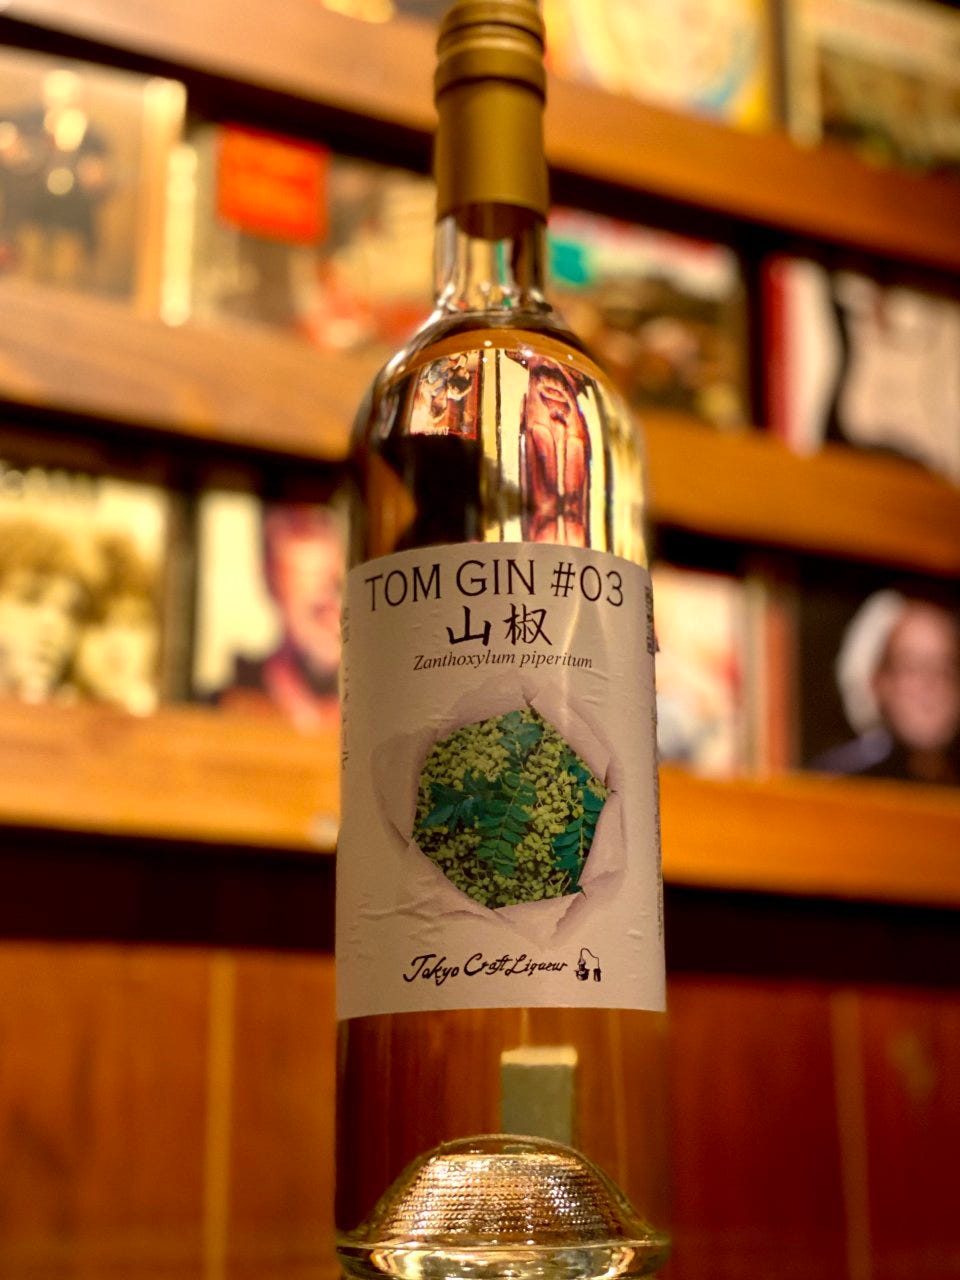 TOM GIN #03
山椒
Zanthoxylum piperitum
Tokyo Craft Liqueur